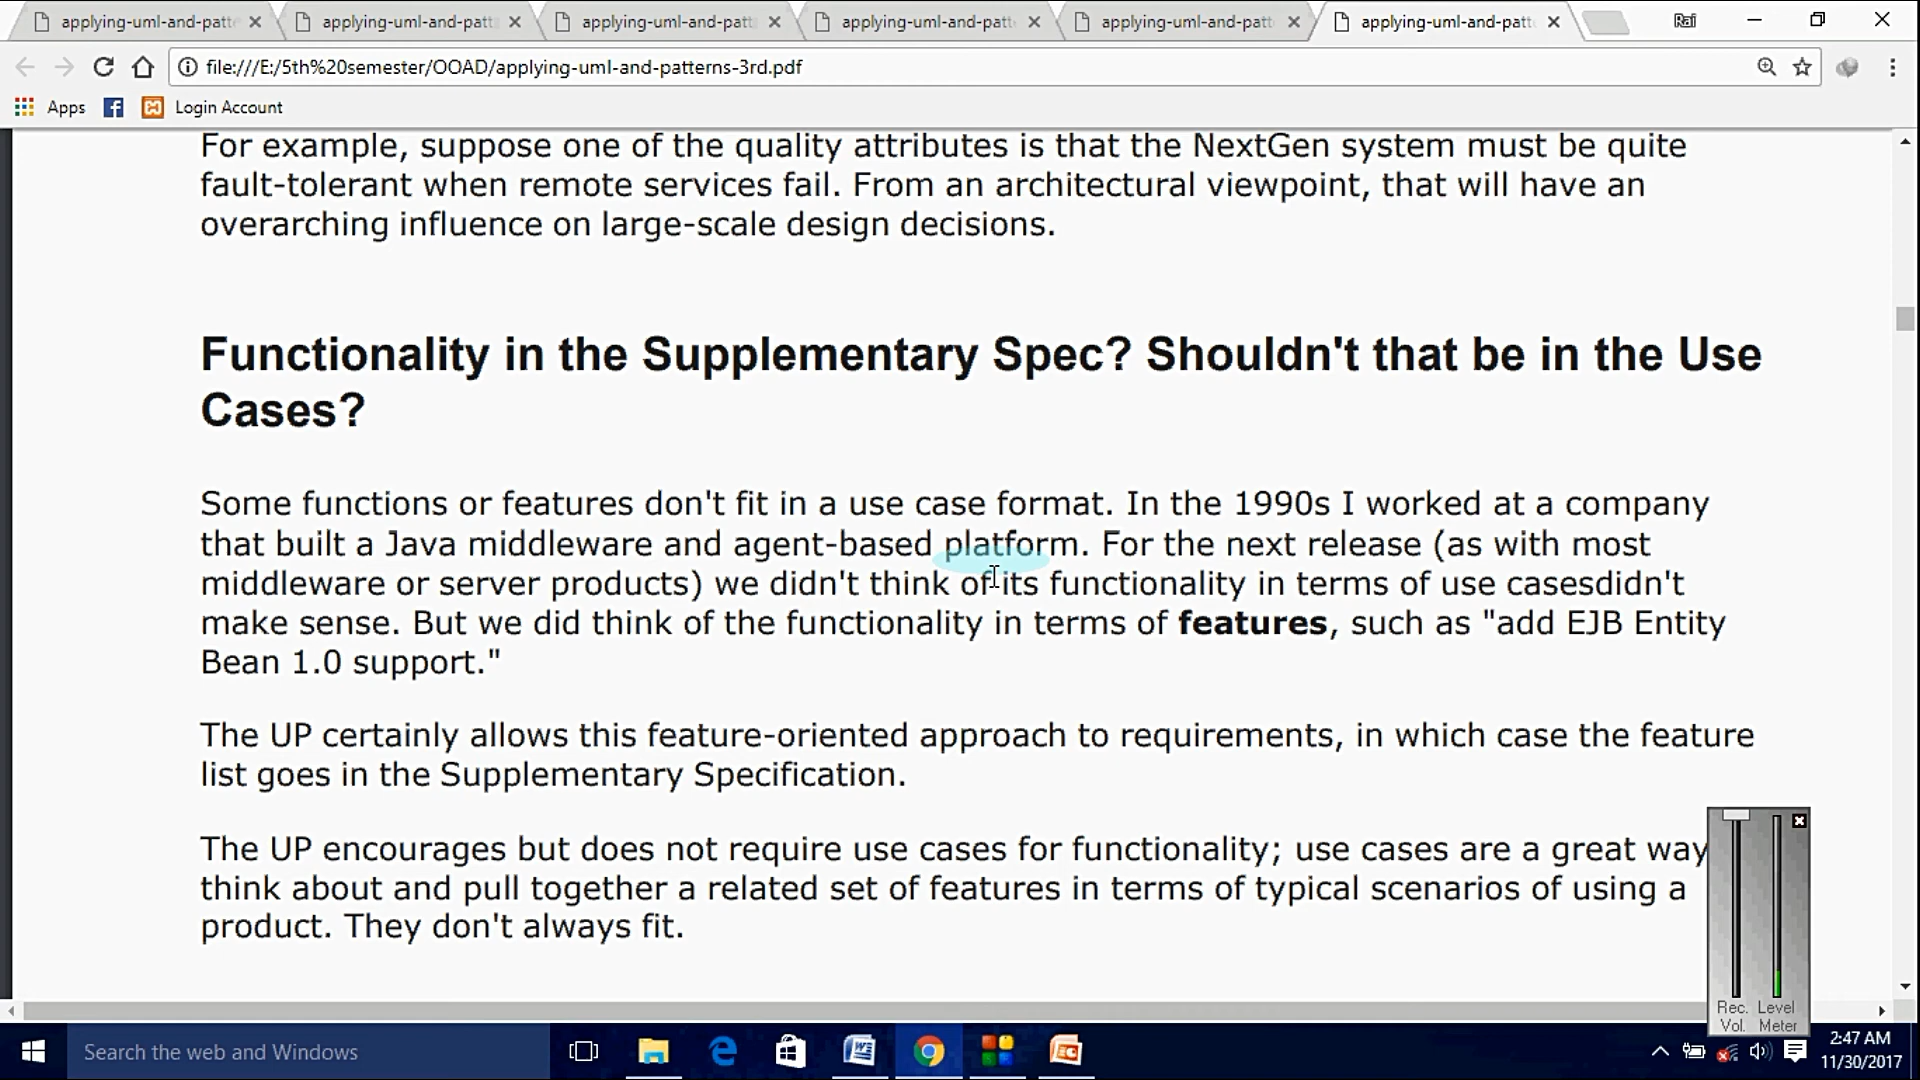 applying-uml-and-patte
applying-uml-and-patte
applying-uml-and-patte
applying-uml-and-patte
applying-uml-and-patte
applying-uml-and-patte
Raj
file:///E:/5th%20semester/OOAD/applying-uml-and-patterns-3rd.pdf
Apps
Login Account
For example, suppose one of the quality attributes is that the NextGen system must be quite
fault-tolerant when remote services fail. From an architectural viewpoint, that will have an
overarching influence on large-scale design decisions.
Functionality in the Supplementary Spec? Shouldn't that be in the Use
Cases?
Some functions or features don't fit in a use case format. In the 1990s I worked at a company
that built a Java middleware and agent-based platform. For the next release (as with most
middleware or server products) we didn't think of its functionality in terms of use casesdidn't
make sense. But we did think of the functionality in terms of features, such as "add EJB Entity
Bean 1.0 support."
The UP certainly allows this feature-oriented approach to requirements, in which case the feature
list goes in the Supplementary Specification.
The UP encourages but does not require use cases for functionality; use cases are a great way
think about and pull together a related set of features in terms of typical scenarios of using a
product. They don't always fit.
Rec. Level
Vol. Meter
Search the web and Windows
2:47 AM
11/30/2017